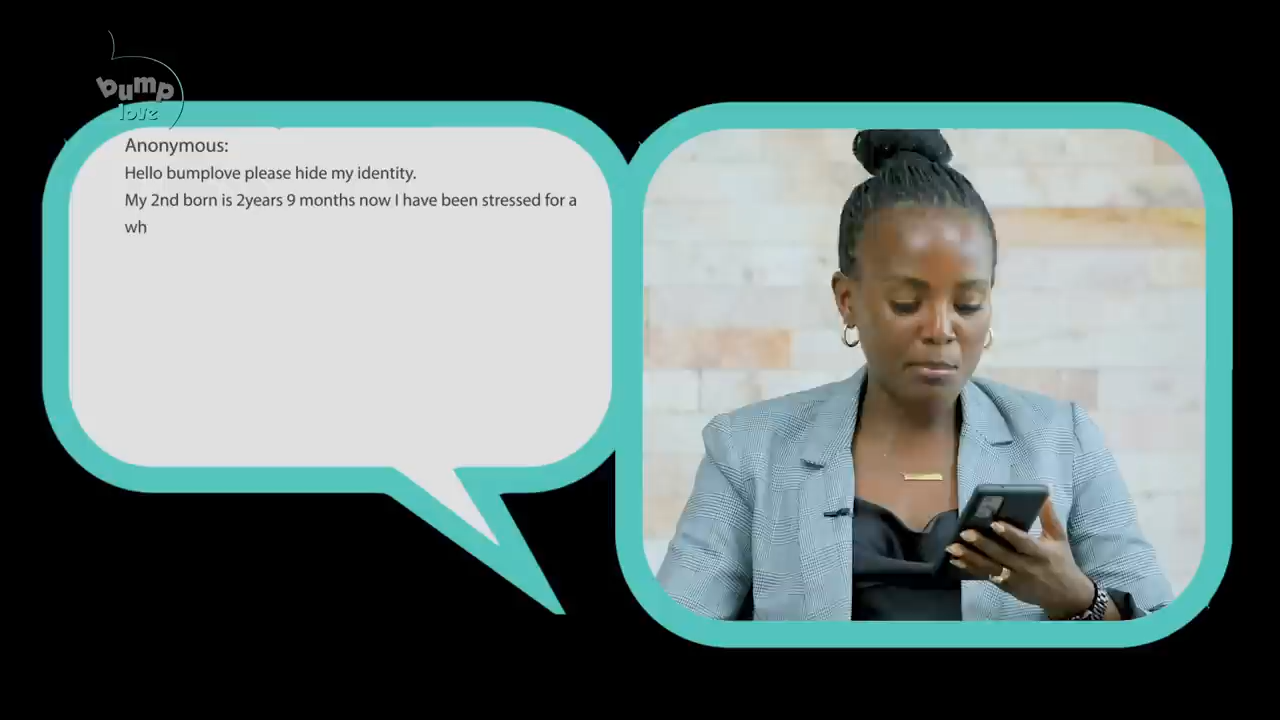 bump
love
Anonymous:
Hello bumplove please hide my identity.
My 2nd born is 2years 9 months now I have been stressed for a
wh